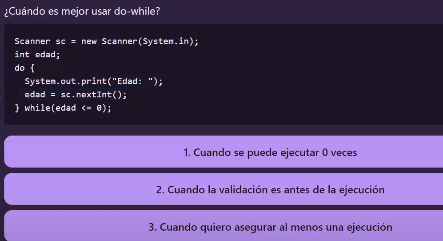 ¿Cuándo es mejor usar do-while?
Scanner sc = new Scanner(System.in);
int edad;
do {
  System.out.print("Edad: ");
  edad = sc.nextInt();
} while(edad <= 0);
1. Cuando se puede ejecutar 0 veces
2. Cuando la validación es antes de la ejecución
3. Cuando quiero asegurar al menos una ejecución